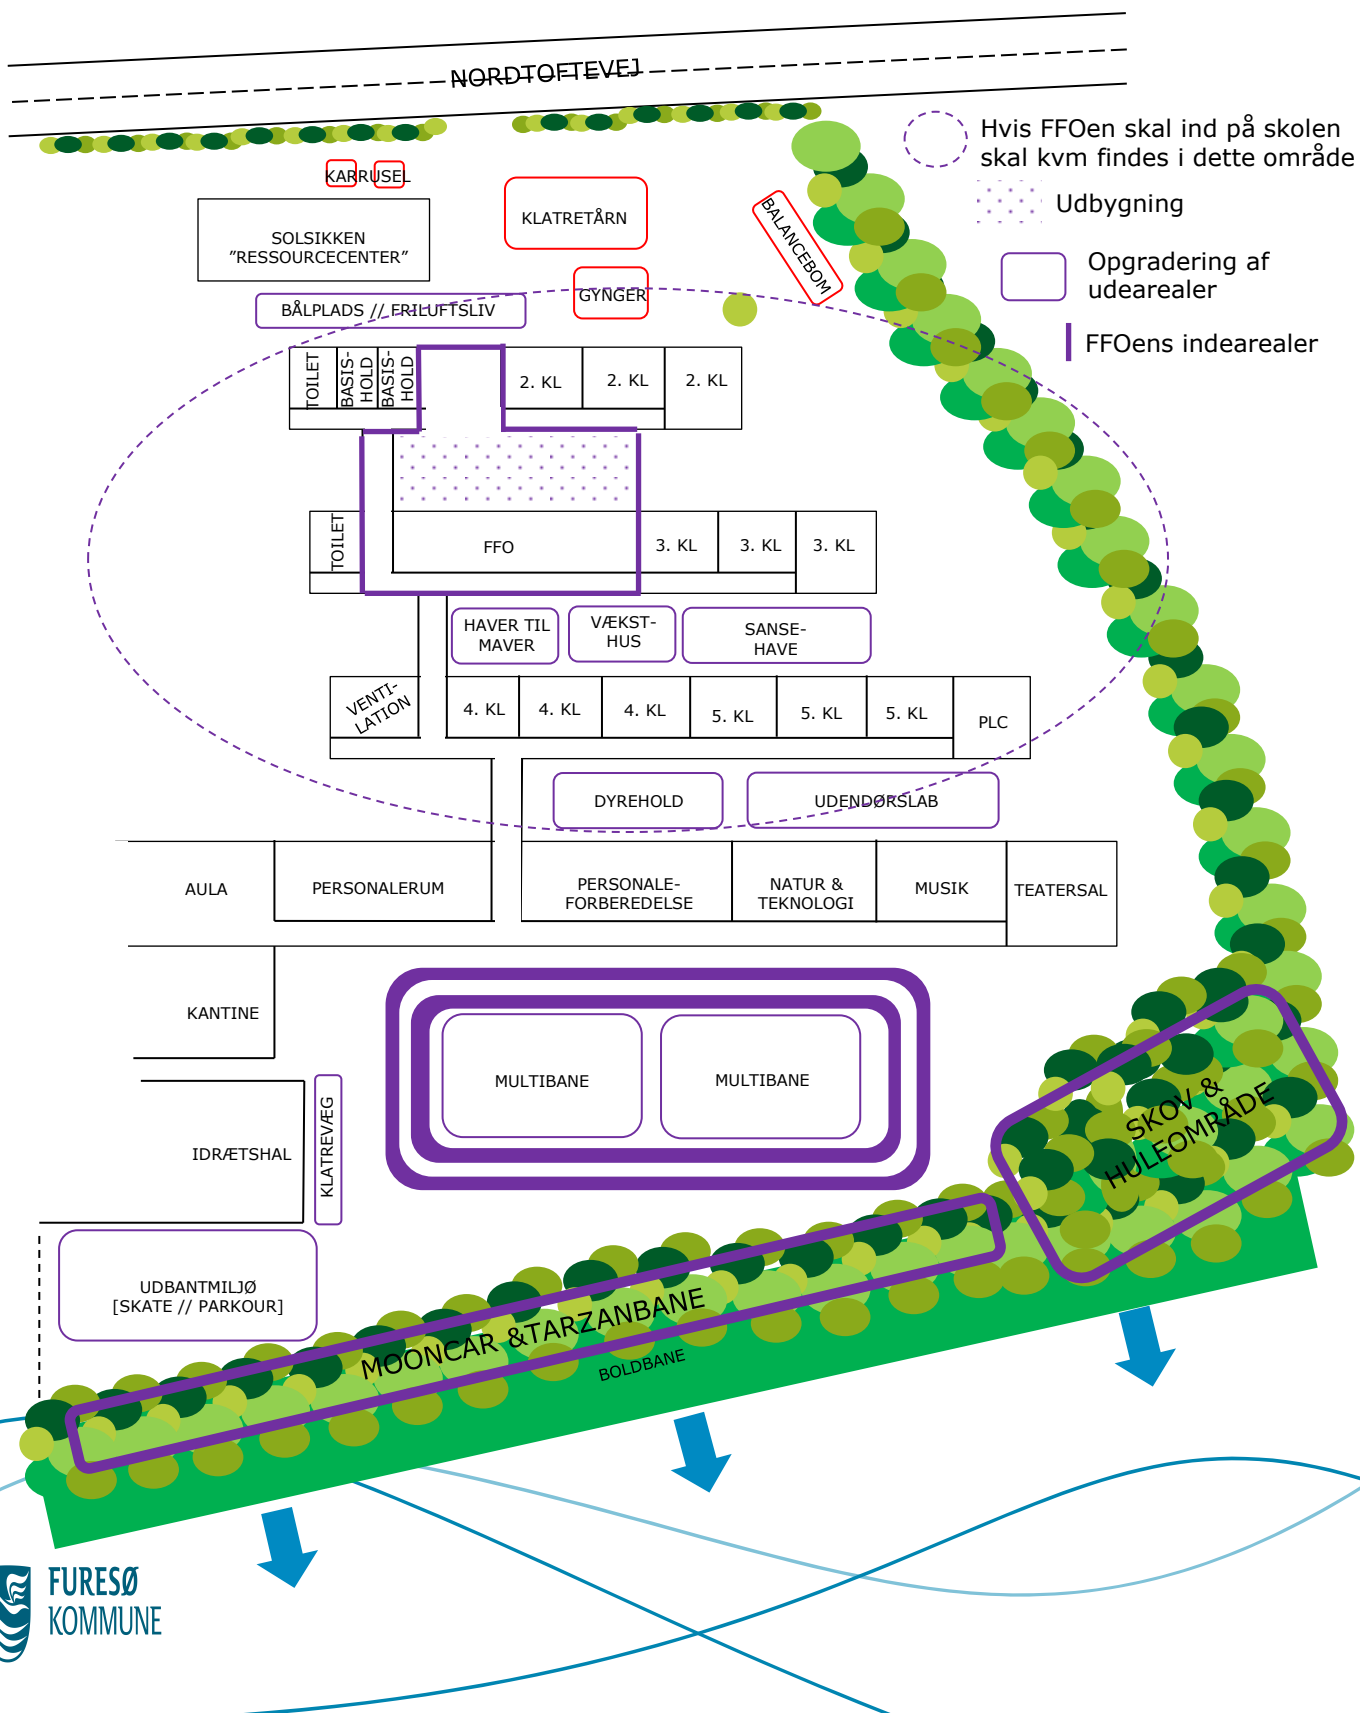 NORDTOFTEVEJ
Hvis FFOen skal ind på skolen
skal kvm findes i dette område
Udbygning
Opgradering af
udearealer
FFOens indearealer
KARRUSEL
KLATRETÅRN
BALANCEBOM
SOLSIKKEN
”RESSOURCECENTER”
GYNGER
BÅLPLADS // FRILUFTSLIV
TOILET
BASIS-
HOLD
BASIS-
HOLD
2. KL
2. KL
2. KL
TOILET
FFO
3. KL
3. KL
3. KL
HAVER TIL
MAVER
VÆKST-
HUS
SANSE-
HAVE
VENTI-
LATION
4. KL
4. KL
4. KL
5. KL
5. KL
5. KL
PLC
DYREHOLD
UDENDØRSLAB
AULA
PERSONALERUM
PERSONALE-
FORBEREDELSE
NATUR &
TEKNOLOGI
MUSIK
TEATERSAL
KANTINE
MULTIBANE
MULTIBANE
SKOV &
HULEOMRÅDE
IDRÆTSHAL
KLATREVÆG
UDBANTMILJØ
[SKATE // PARKOUR]
MOONCAR &TARZANBANE
BOLDBANE
FURESØ
KOMMUNE